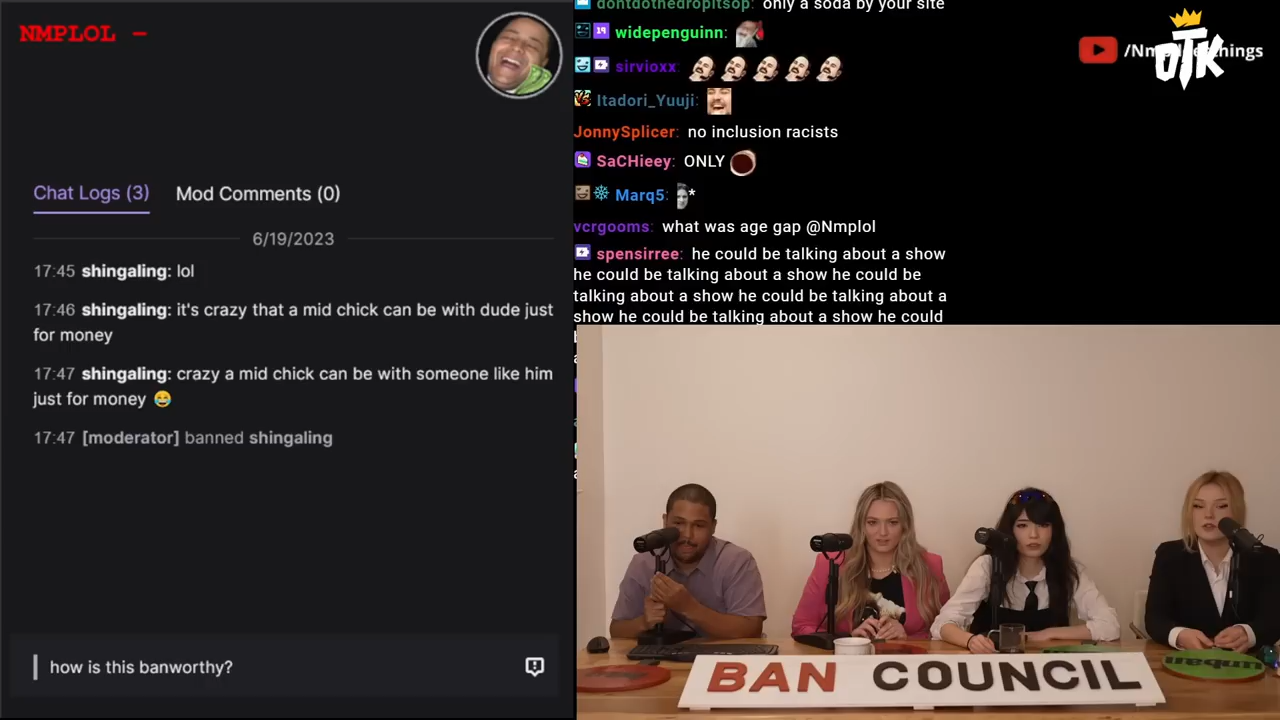 NMPLOL -
Chat Logs (3) Mod Comments (0)
6/19/2023
17:45 shingaling: lol
17:46 shingaling: it's crazy that a mid chick can be with dude just
for money
17:47 shingaling: crazy a mid chick can be with someone like him
just for money 😂
17:47 [moderator] banned shingaling
how is this banworthy?
dontdothedropitsop: only a soda by your site
19 widepenguinn:
sirvioxx:
Itadori_Yuuji:
JonnySplicer: no inclusion racists
SaCHieey: ONLY
Marq5: *
vcrgooms: what was age gap @Nmplol
spensirree: he could be talking about a show
he could be talking about a show he could be
talking about a show he could be talking about a
show he could be talking about a show he could
OTK
BAN COUNCIL
unban